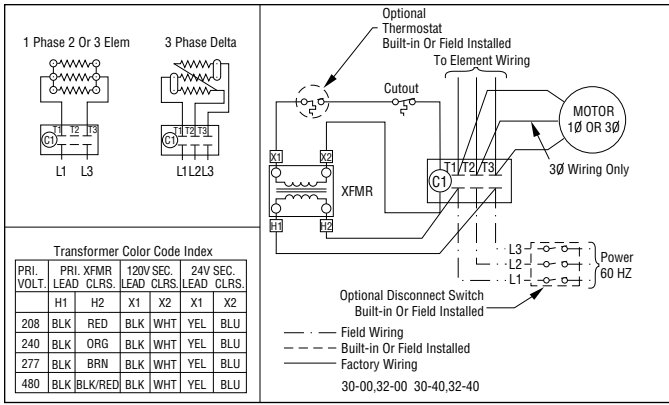 1 Phase 2 Or 3 Elem
3 Phase Delta
T1 T2 T3
C1
L1 L3
T1 T2 T3
C1
L1L2L3
Transformer Color Code Index
PRI. VOLT. PRI. XFMR LEAD CLRS. 120V SEC. LEAD CLRS. 24V SEC. LEAD CLRS.
H1 H2 X1 X2 X1 X2
208 BLK RED BLK WHT YEL BLU
240 BLK ORG BLK WHT YEL BLU
277 BLK BRN BLK WHT YEL BLU
480 BLK BLK/RED BLK WHT YEL BLU
Optional
Thermostat
Built-in Or Field Installed
To Element Wiring
Cutout
MOTOR
1Ø OR 3Ø
3Ø Wiring Only
X1 X2
XFMR
H1 H2
T1 T2 T3
C1
L3
L2
L1
Power
60 HZ
Optional Disconnect Switch
Built-in Or Field Installed
Field Wiring
Built-in Or Field Installed
Factory Wiring
30-00,32-00 30-40,32-40